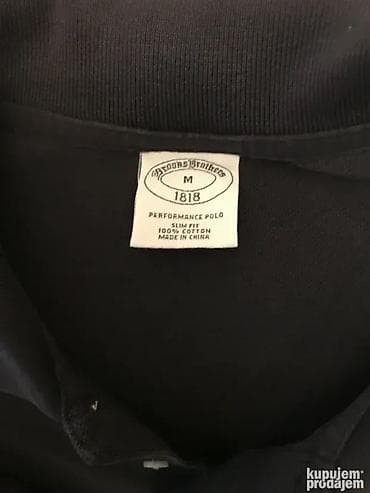 Brooks Brothers
M
1818
PERFORMANCE POLO
SLIM FIT
100% COTTON
MADE IN CHINA
kupujem
prodajem